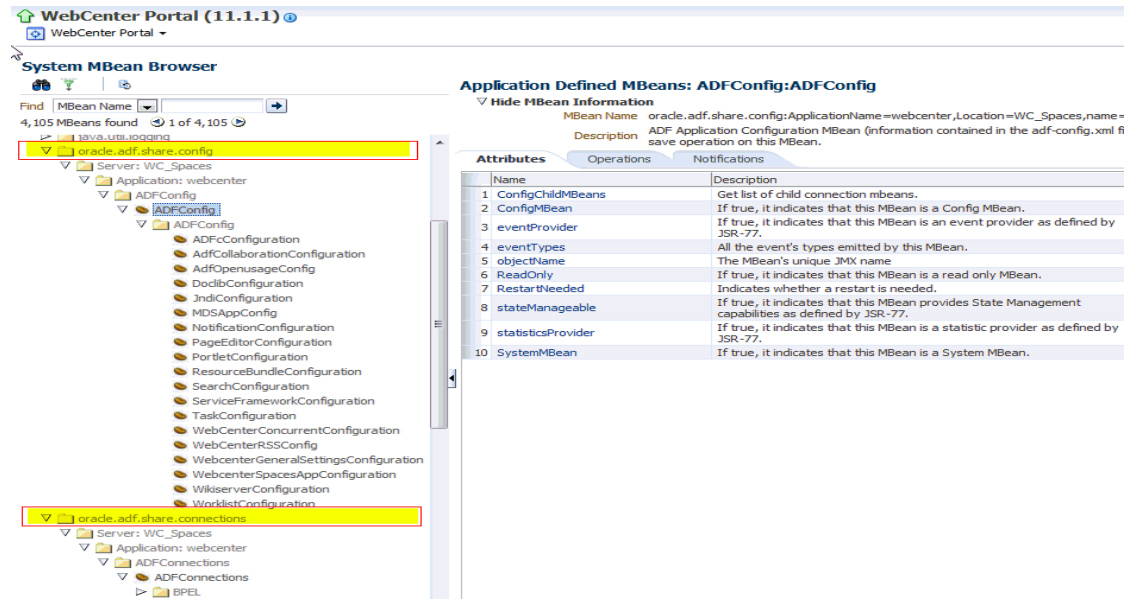 WebCenter Portal (11.1.1)
WebCenter Portal
System MBean Browser
Find MBean Name
4,105 MBeans found 1 of 4,105
java.util.logging
oracle.adf.share.config
Server: WC_Spaces
Application: webcenter
ADFConfig
ADFConfig
ADFConfig
ADFcConfiguration
AdfCollaborationConfiguration
AdfOpenusageConfig
DoclibConfiguration
JndiConfiguration
MDSAppConfig
NotificationConfiguration
PageEditorConfiguration
PortletConfiguration
ResourceBundleConfiguration
SearchConfiguration
ServiceFrameworkConfiguration
TaskConfiguration
WebCenterConcurrentConfiguration
WebCenterRSSConfig
WebcenterGeneralSettingsConfiguration
WebcenterSpacesAppConfiguration
WikiserverConfiguration
WorklistConfiguration
oracle.adf.share.connections
Server: WC_Spaces
Application: webcenter
ADFConnections
ADFConnections
BPEL
Application Defined MBeans: ADFConfig:ADFConfig
Hide MBean Information
MBean Name oracle.adf.share.config:ApplicationName=webcenter,Location=WC_Spaces,name=
Description ADF Application Configuration MBean (information contained in the adf-config.xml fi
save operation on this MBean.
Attributes Operations Notifications
Name Description
1 ConfigChildMBeans Get list of child connection mbeans.
2 ConfigMBean If true, it indicates that this MBean is a Config MBean.
3 eventProvider If true, it indicates that this MBean is an event provider as defined by
JSR-77.
4 eventTypes All the event's types emitted by this MBean.
5 objectName The MBean's unique JMX name
6 ReadOnly If true, it indicates that this MBean is a read only MBean.
7 RestartNeeded Indicates whether a restart is needed.
8 stateManageable If true, it indicates that this MBean provides State Management
capabilities as defined by JSR-77.
9 statisticsProvider If true, it indicates that this MBean is a statistic provider as defined by
JSR-77.
10 SystemMBean If true, it indicates that this MBean is a System MBean.